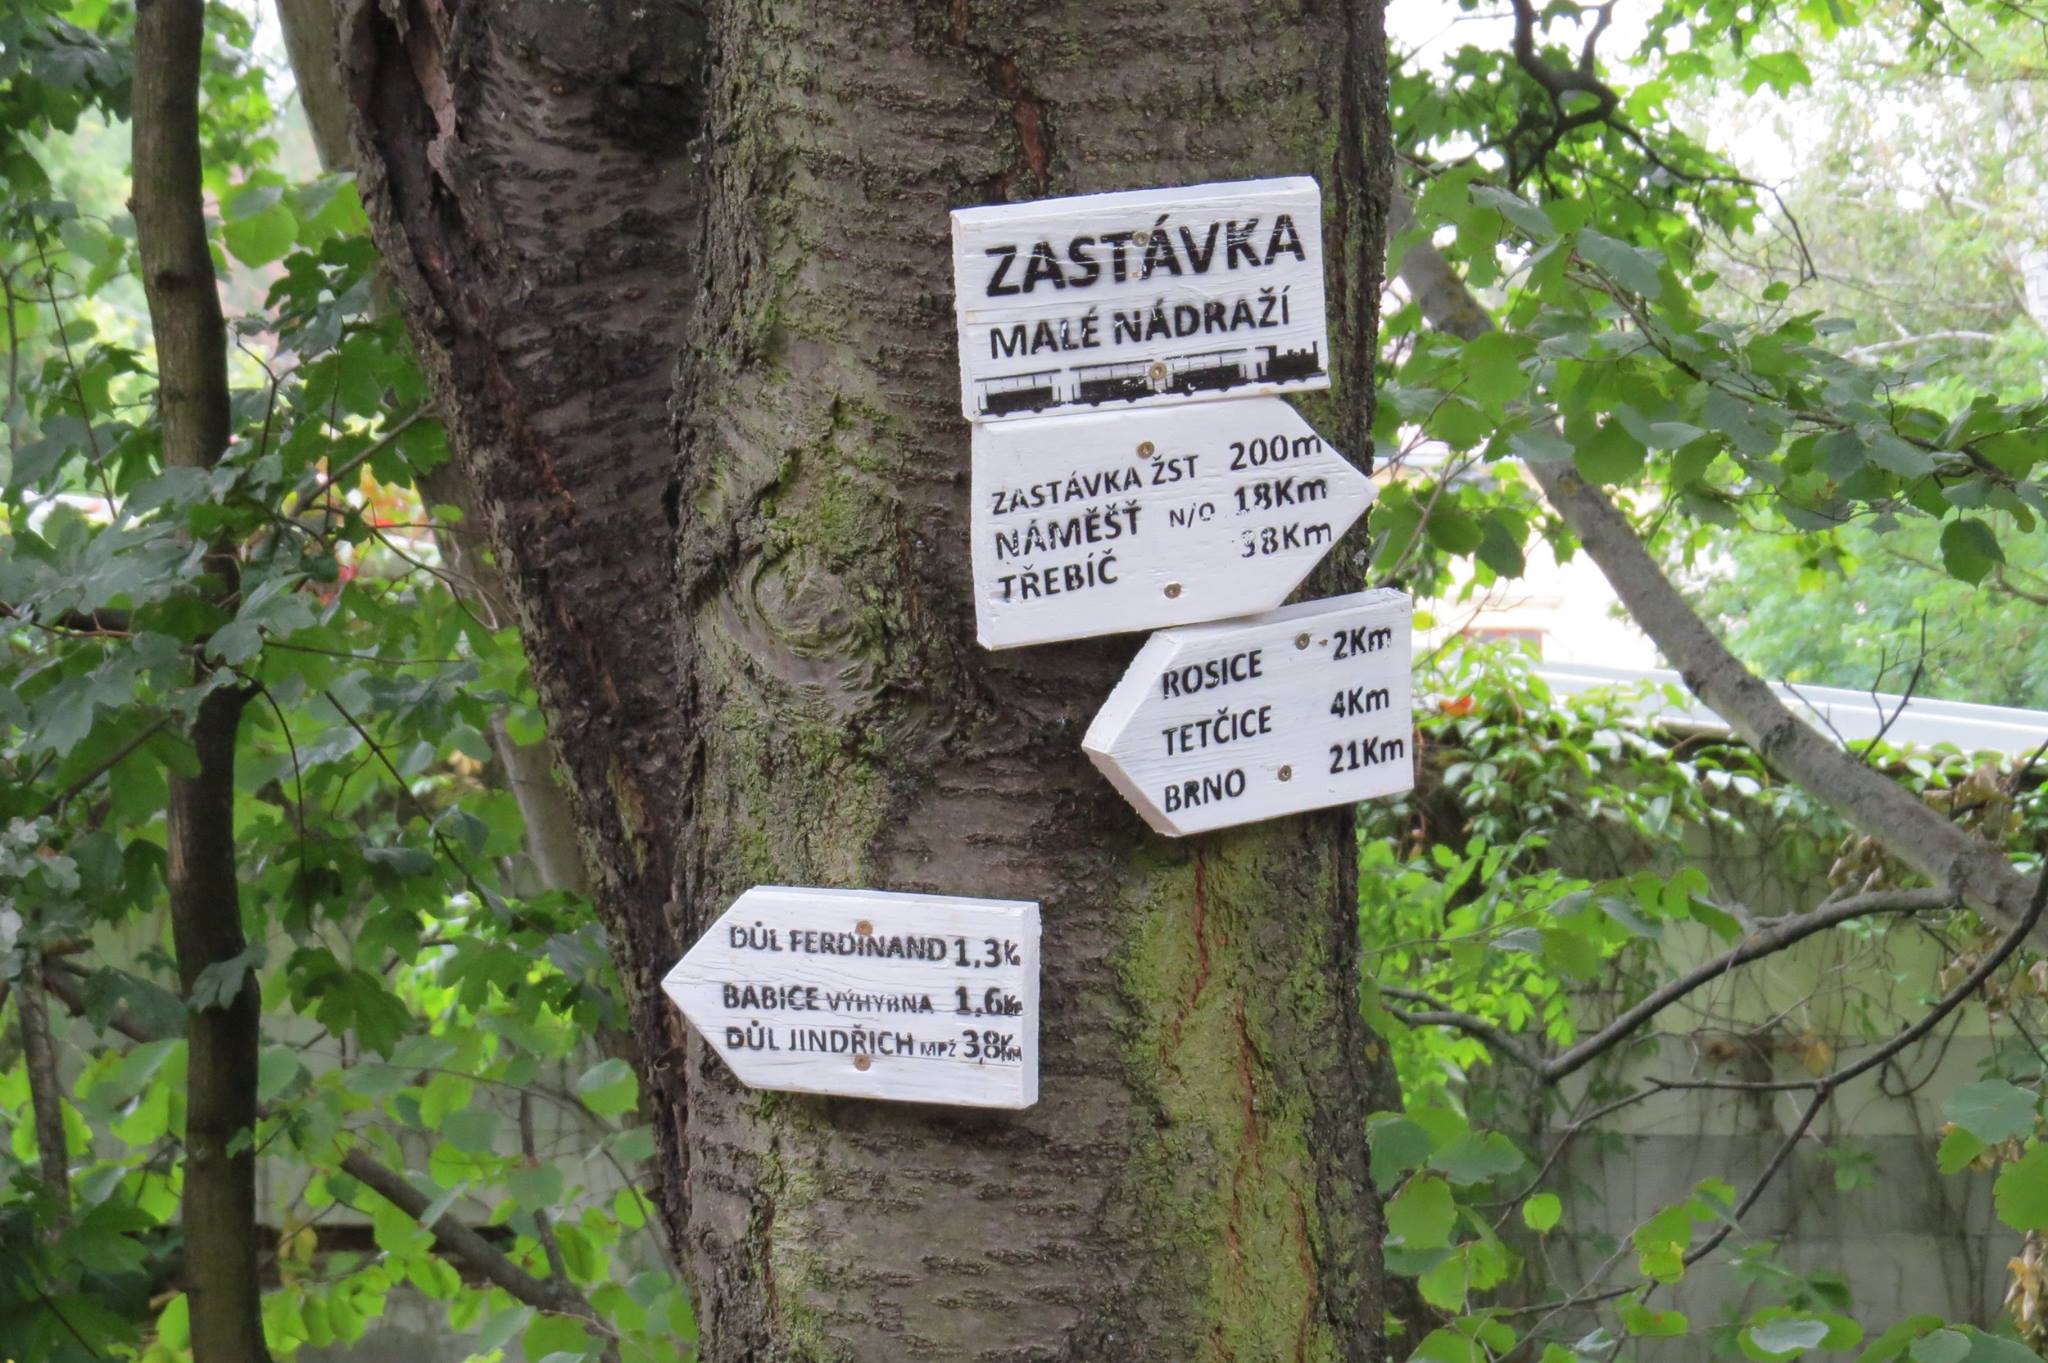 ZASTÁVKA
MALÉ NÁDRAŽÍ
ZASTÁVKA ŽST 200m
NÁMĚŠŤ N/O 18Km
TŘEBÍČ 38Km
ROSICE 2Km
TETČICE 4Km
BRNO 21Km
DŮL FERDINAND 1,3K
BABICE VÝHYBNA 1,6Km
DŮL JINDŘICH MPŽ 3,8Km